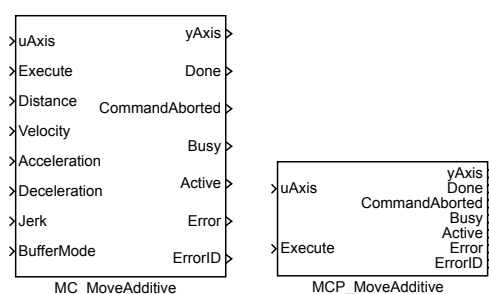 uAxis
Execute
Distance
Velocity
Acceleration
Deceleration
Jerk
BufferMode
yAxis
Done
CommandAborted
Busy
Active
Error
ErrorID
MC_MoveAdditive
uAxis
Execute
yAxis
Done
CommandAborted
Busy
Active
Error
ErrorID
MCP_MoveAdditive